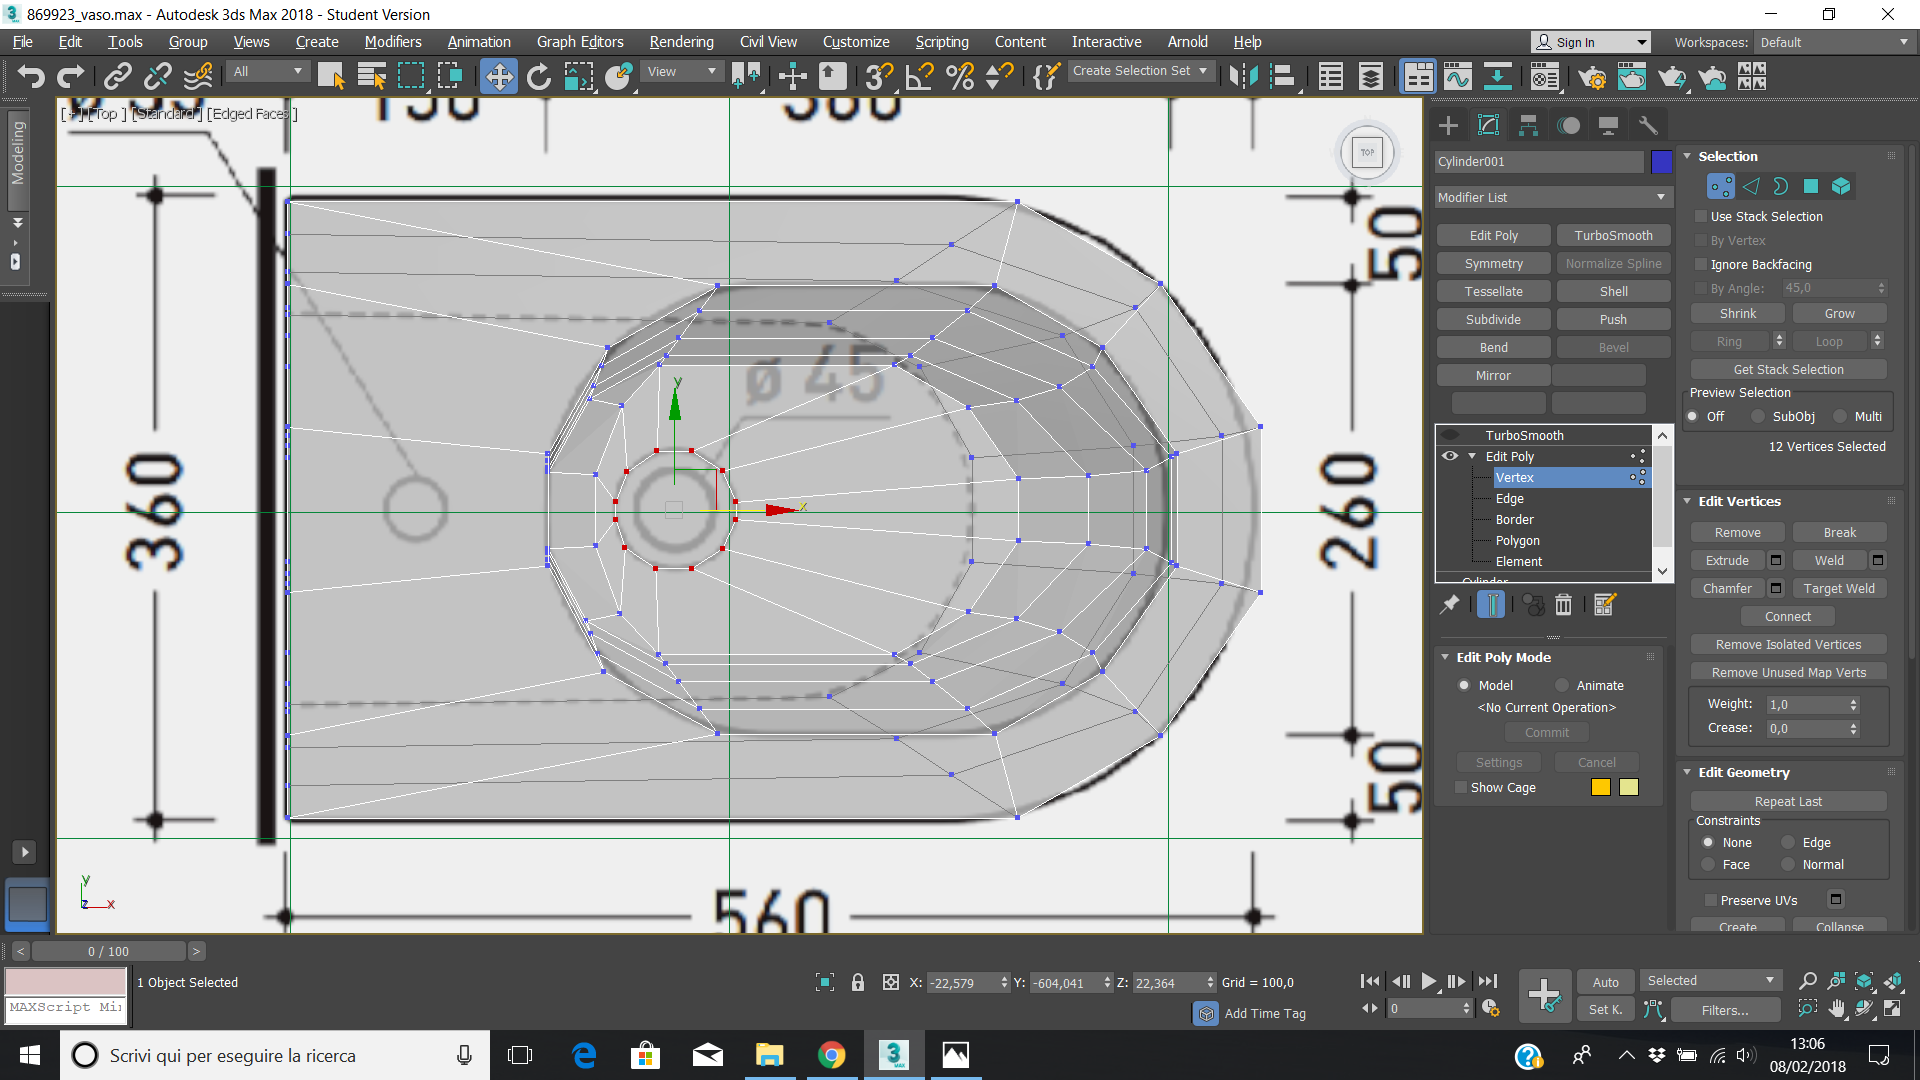 869923_vaso.max - Autodesk 3ds Max 2018 - Student Version
File Edit Tools Group Views Create Modifiers Animation Graph Editors Rendering Civil View Customize Scripting Content Interactive Arnold Help
Sign In
Workspaces: Default
All
View
Create Selection Set
[+] [Top] [Standard] [Edged Faces]
Modeling
TOP
ø 45
360
260
50
50
560
y
x
y
z x
Cylinder001
Modifier List
Edit Poly TurboSmooth
Symmetry Normalize Spline
Tessellate Shell
Subdivide Push
Bend Bevel
Mirror
TurboSmooth
Edit Poly
Vertex
Edge
Border
Polygon
Element
Cylinder
Edit Poly Mode
Model Animate
<No Current Operation>
Commit
Settings Cancel
Show Cage
Selection
Use Stack Selection
By Vertex
Ignore Backfacing
By Angle: 45,0
Shrink Grow
Ring Loop
Get Stack Selection
Preview Selection
Off SubObj Multi
12 Vertices Selected
Edit Vertices
Remove Break
Extrude Weld
Chamfer Target Weld
Connect
Remove Isolated Vertices
Remove Unused Map Verts
Weight: 1,0
Crease: 0,0
Edit Geometry
Repeat Last
Constraints
None Edge
Face Normal
Preserve UVs
Create Collapse
< 0 / 100 >
MAXScript Mi
1 Object Selected
X: -22,579 Y: -604,041 Z: 22,364 Grid = 100,0
Add Time Tag
0
Auto Selected
Set K. Filters...
Scrivi qui per eseguire la ricerca
13:06
08/02/2018